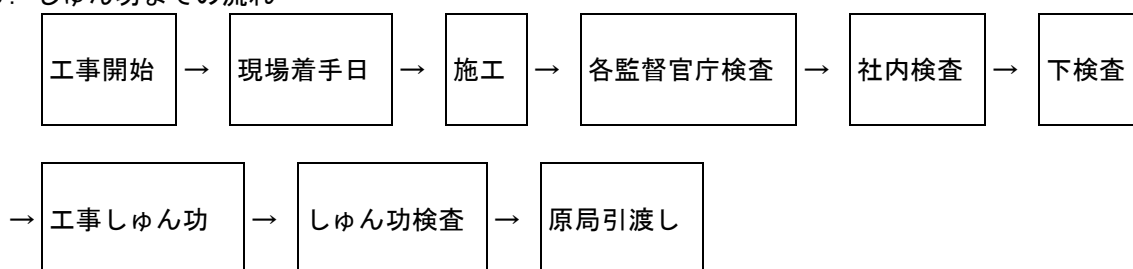 しゅん功までの流れ
工事開始 → 現場着手日 → 施工 → 各監督官庁検査 → 社内検査 → 下検査
→ 工事しゅん功 → しゅん功検査 → 原局引渡し